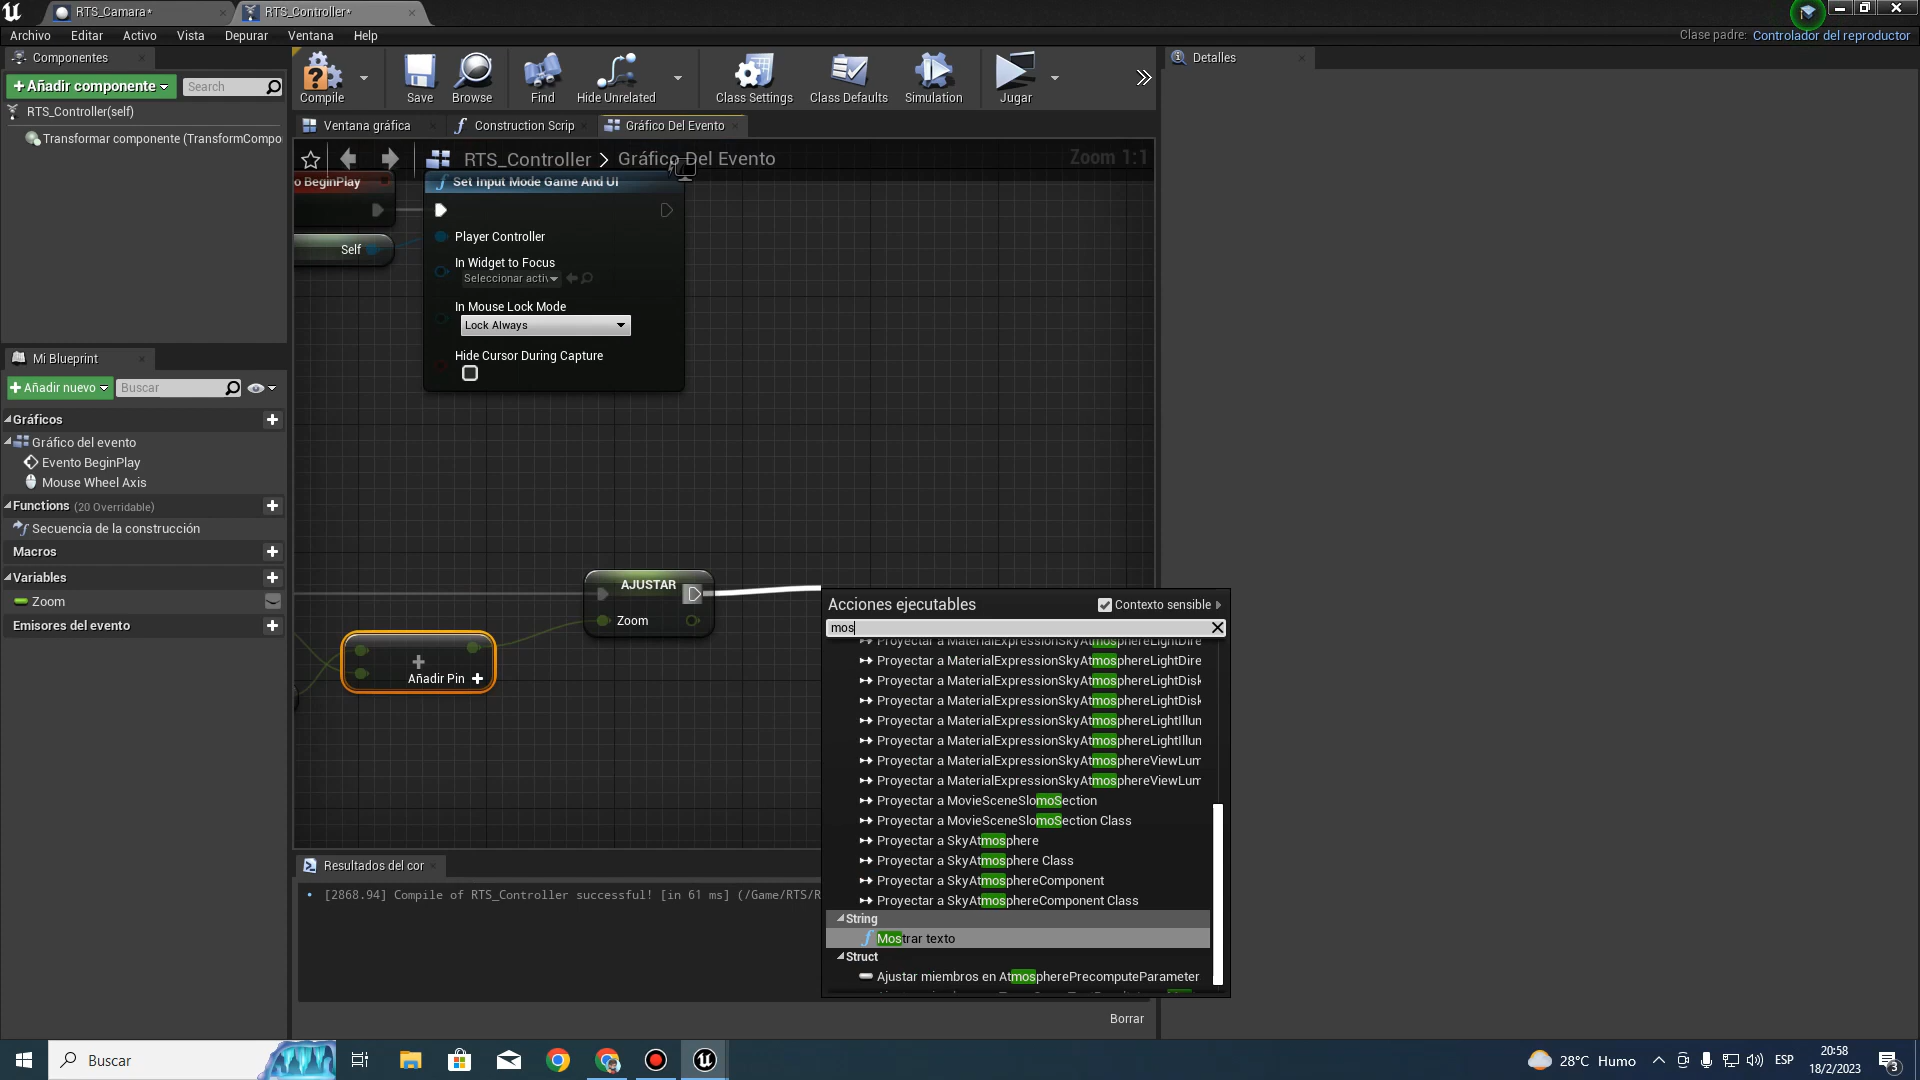 RTS_Camara*
RTS_Controller*
Archivo Editar Activo Vista Depurar Ventana Help
Clase padre: Controlador del reproductor
Componentes
Añadir componente
Search
RTS_Controller(self)
Transformar componente (TransformCompo
Compile
Save
Browse
Find
Hide Unrelated
Class Settings
Class Defaults
Simulation
Jugar
Detalles
Ventana gráfica
Construction Scrip
Gráfico Del Evento
RTS_Controller > Gráfico Del Evento
Zoom 1:1
o BeginPlay
Self
Set Input Mode Game And UI
Player Controller
In Widget to Focus
Seleccionar activ
In Mouse Lock Mode
Lock Always
Hide Cursor During Capture
Mi Blueprint
Añadir nuevo
Buscar
Gráficos
Gráfico del evento
Evento BeginPlay
Mouse Wheel Axis
Functions (20 Overridable)
Secuencia de la construcción
Macros
Variables
Zoom
Emisores del evento
AJUSTAR
Zoom
Añadir Pin
Acciones ejecutables
Contexto sensible
mos
Proyectar a MaterialExpressionSkyAtmosphereLightDire
Proyectar a MaterialExpressionSkyAtmosphereLightDire
Proyectar a MaterialExpressionSkyAtmosphereLightDisk
Proyectar a MaterialExpressionSkyAtmosphereLightDisk
Proyectar a MaterialExpressionSkyAtmosphereLightIllun
Proyectar a MaterialExpressionSkyAtmosphereLightIllun
Proyectar a MaterialExpressionSkyAtmosphereViewLum
Proyectar a MaterialExpressionSkyAtmosphereViewLum
Proyectar a MovieSceneSlomoSection
Proyectar a MovieSceneSlomoSection Class
Proyectar a SkyAtmosphere
Proyectar a SkyAtmosphere Class
Proyectar a SkyAtmosphereComponent
Proyectar a SkyAtmosphereComponent Class
String
Mostrar texto
Struct
Ajustar miembros en AtmospherePrecomputeParameter
Resultados del cor
[2868.94] Compile of RTS_Controller successful! [in 61 ms] (/Game/RTS/R
Borrar
Buscar
28°C Humo
ESP
20:58
18/2/2023
3